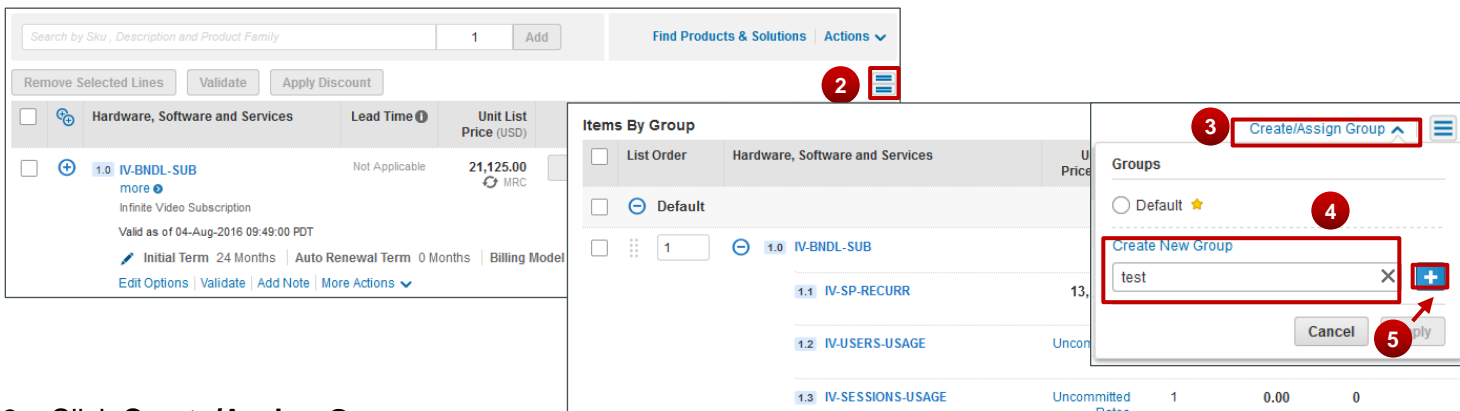 Search by Sku , Description and Product Family 1 Add Find Products & Solutions Actions
Remove Selected Lines Validate Apply Discount 2
Hardware, Software and Services Lead Time Unit List
Price (USD)
1.0 IV-BNDL-SUB Not Applicable 21,125.00
more MRC
Infinite Video Subscription
Valid as of 04-Aug-2016 09:49:00 PDT
Initial Term 24 Months Auto Renewal Term 0 Months Billing Model
Edit Options Validate Add Note More Actions
Items By Group
List Order Hardware, Software and Services
Price
Default
1 1.0 IV-BNDL-SUB
1.1 IV-SP-RECURR 13,
1.2 IV-USERS-USAGE
1.3 IV-SESSIONS-USAGE Uncommitted 1 0.00 0
3 Create/Assign Group
Groups
Default
4
Create New Group
test
Cancel 5
Click